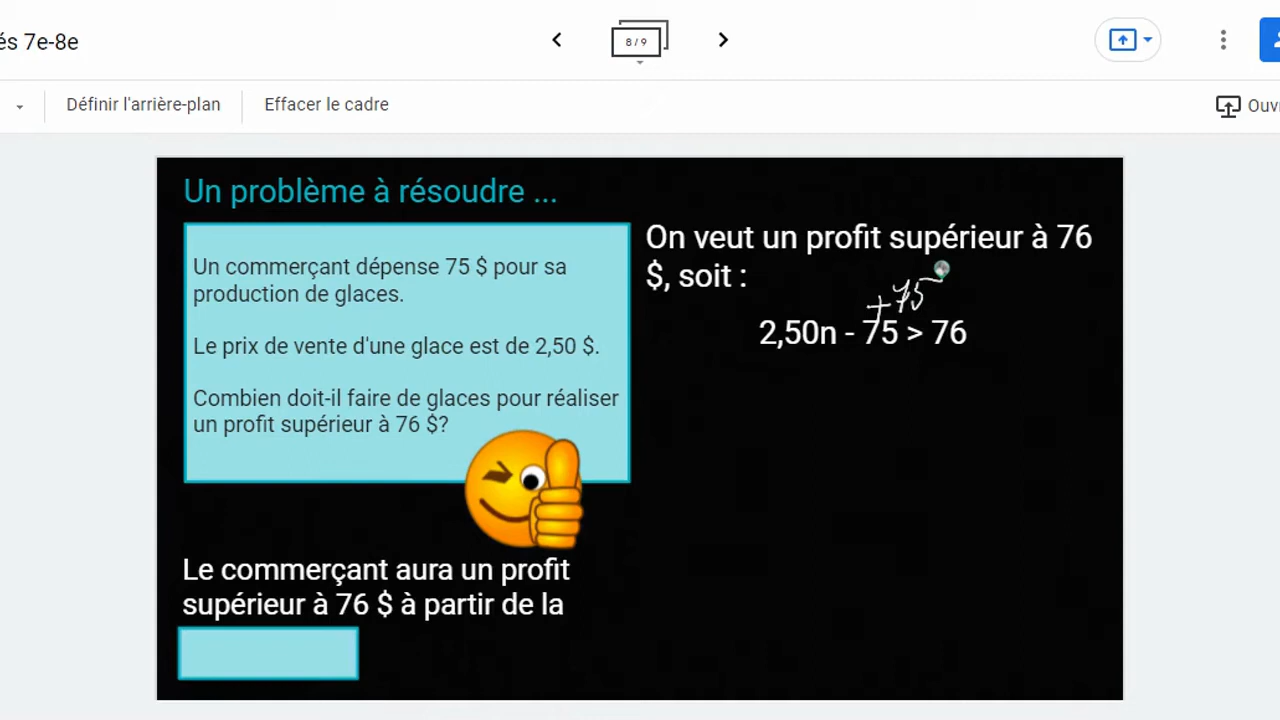 és 7e-8e
8/9
Définir l'arrière-plan
Effacer le cadre
Ouvri
Un problème à résoudre ...
Un commerçant dépense 75 $ pour sa
production de glaces.
Le prix de vente d'une glace est de 2,50 $.
Combien doit-il faire de glaces pour réaliser
un profit supérieur à 76 $?
Le commerçant aura un profit
supérieur à 76 $ à partir de la
On veut un profit supérieur à 76
$, soit :
+75
2,50n - 75 > 76